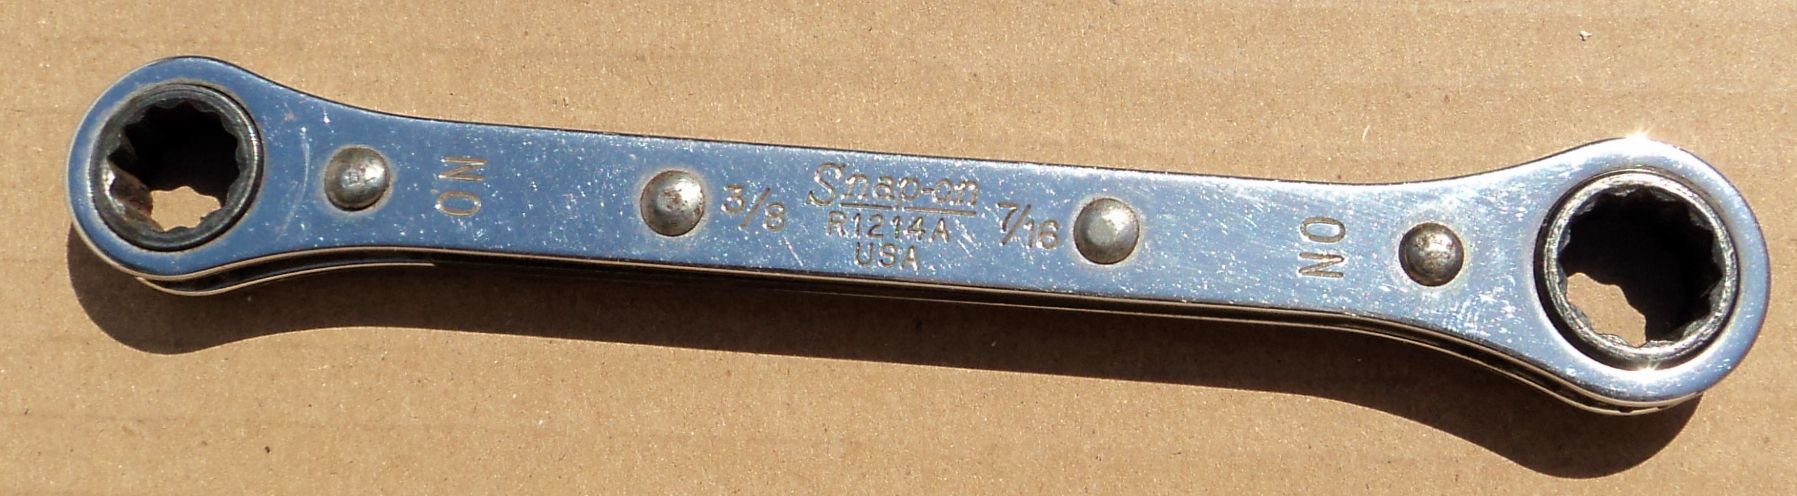 ON
3/8
Snap-on
R1214A
USA
7/16
ON